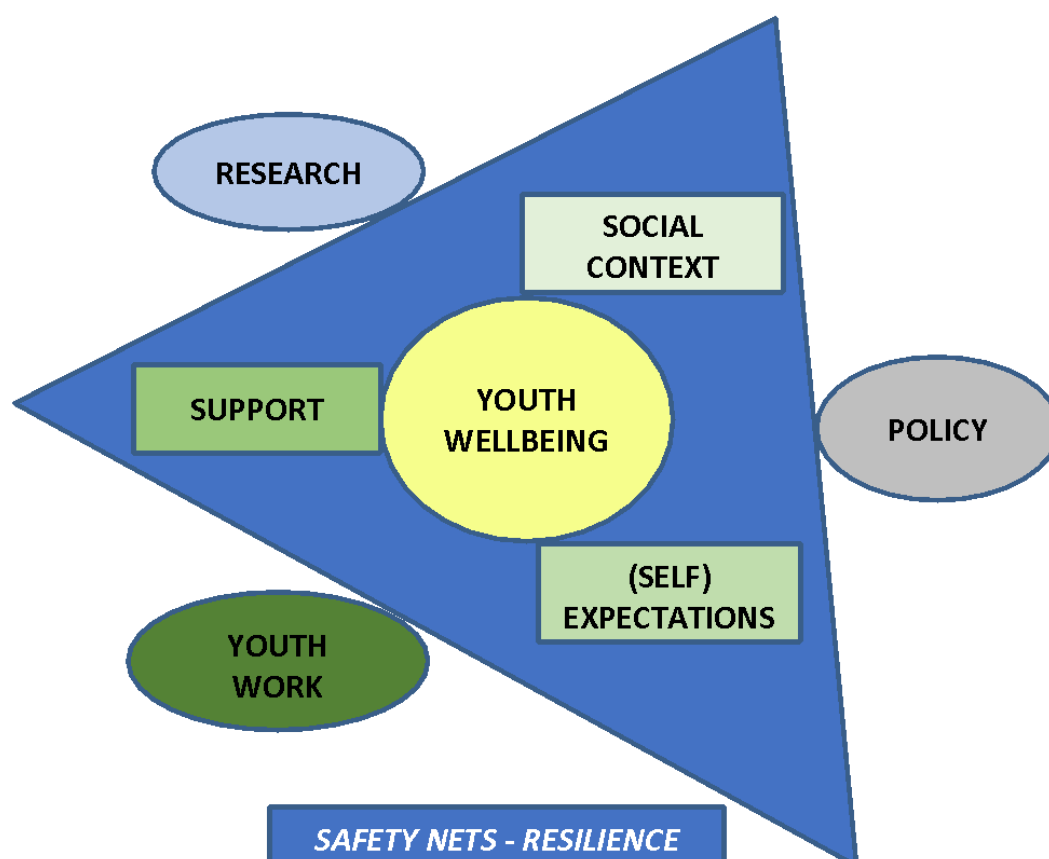 RESEARCH
SOCIAL
CONTEXT
SUPPORT
YOUTH
WELLBEING
POLICY
(SELF)
EXPECTATIONS
YOUTH
WORK
SAFETY NETS - RESILIENCE